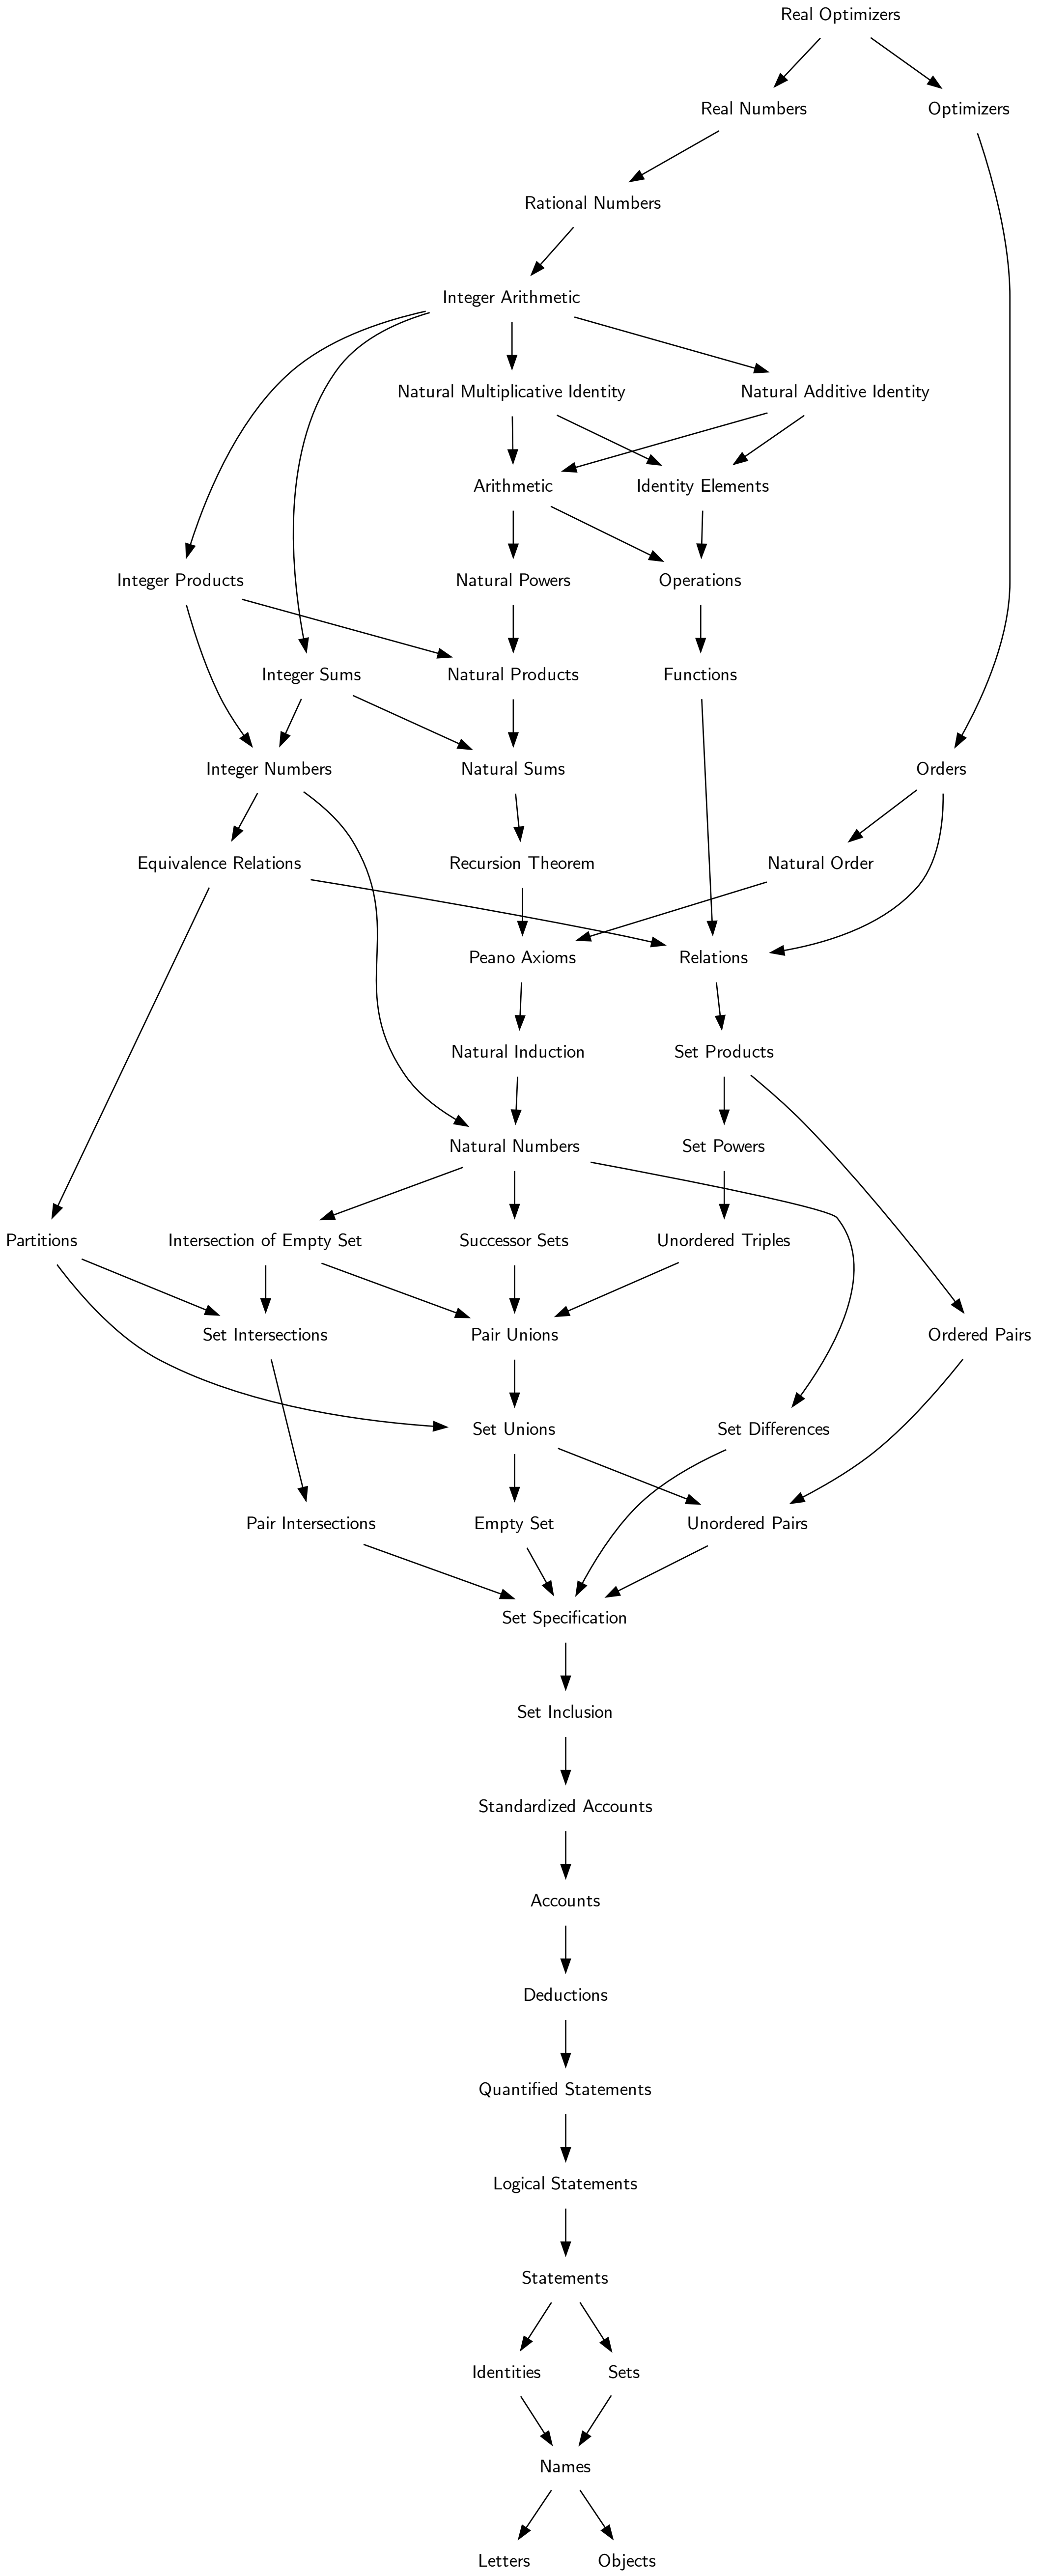 Real Optimizers
Real Numbers
Optimizers
Rational Numbers
Integer Arithmetic
Natural Multiplicative Identity
Natural Additive Identity
Arithmetic
Identity Elements
Integer Products
Natural Powers
Operations
Integer Sums
Natural Products
Functions
Integer Numbers
Natural Sums
Orders
Equivalence Relations
Recursion Theorem
Natural Order
Peano Axioms
Relations
Natural Induction
Set Products
Natural Numbers
Set Powers
Partitions
Intersection of Empty Set
Successor Sets
Unordered Triples
Set Intersections
Pair Unions
Ordered Pairs
Set Unions
Set Differences
Pair Intersections
Empty Set
Unordered Pairs
Set Specification
Set Inclusion
Standardized Accounts
Accounts
Deductions
Quantified Statements
Logical Statements
Statements
Identities
Sets
Names
Letters
Objects